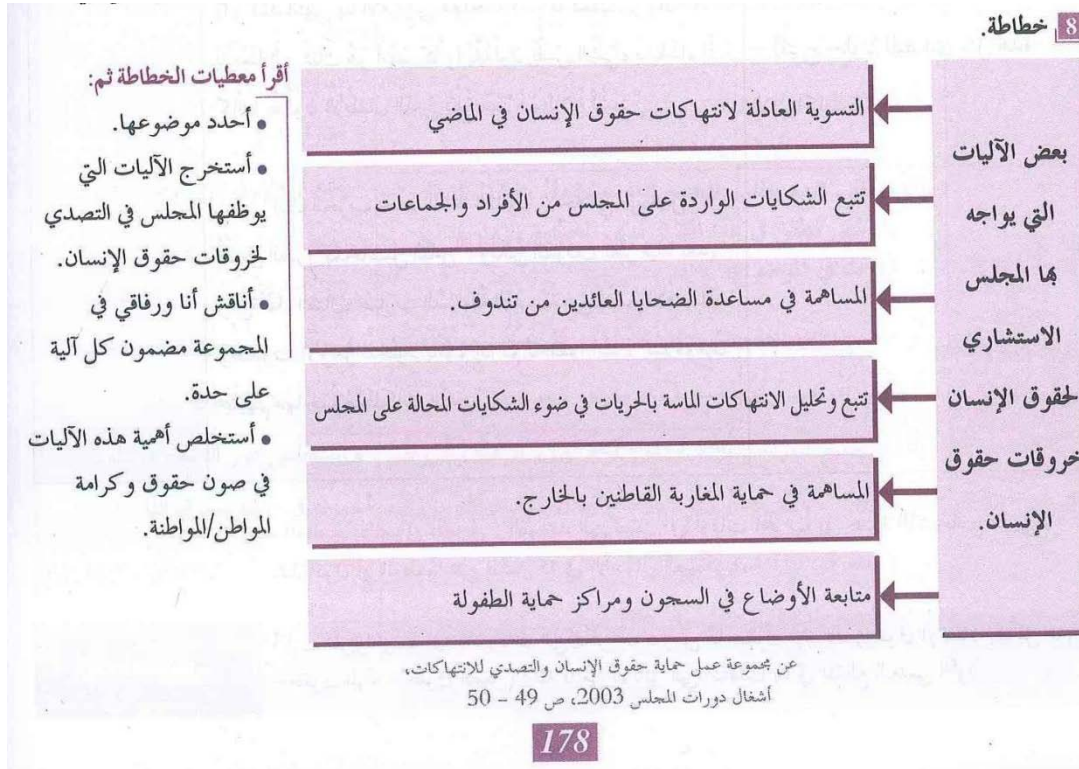 8 خطاطة.
بعض الآليات
التي يواجه
بها المجلس
الاستشاري
لحقوق الإنسان
خروقات حقوق
الإنسان.
التسوية العادلة لانتهاكات حقوق الإنسان في الماضي
تتبع الشكايات الواردة على المجلس من الأفراد والجماعات
المساهمة في مساعدة الضحايا العائدين من تندوف.
تتبع وتحليل الانتهاكات الماسة بالحريات في ضوء الشكايات المحالة على المجلس
المساهمة في حماية المغاربة القاطنين بالخارج.
متابعة الأوضاع في السجون ومراكز حماية الطفولة
عن مجموعة عمل حماية حقوق الإنسان والتصدي للانتهاكات،
أشغال دورات المجلس 2003، ص 49 - 50
أقرأ معطيات الخطاطة ثم:
• أحدد موضوعها.
• أستخرج الآليات التي
يوظفها المجلس في التصدي
لخروقات حقوق الإنسان.
• أناقش أنا ورفاقي في
المجموعة مضمون كل آلية
على حدة.
• أستخلص أهمية هذه الآليات
في صون حقوق وكرامة
المواطن/المواطنة.
178